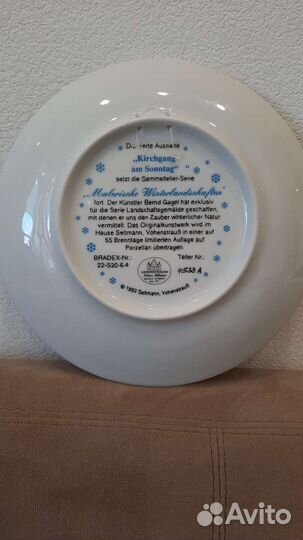 Die vierte Ausgabe
„Kirchgang
am Sonntag“
setzt die Sammelteller-Serie
„Malerische Winterlandschaften“
fort. Der Künstler Bernd Gagel hat exklusiv
für die Serie Landschaftsgemälde geschaffen,
mit denen er uns den Zauber winterlicher Natur
vermittelt. Das Originalkunstwerk wird im
Hause Seltmann, Vohenstrauß in einer auf
55 Brenntage limitierten Auflage auf
Porzellan übertragen.
BRADEX-Nr.: Teller Nr.:
22-S20-6.4
© 1993 Seltmann, Vohenstrauß
Avito